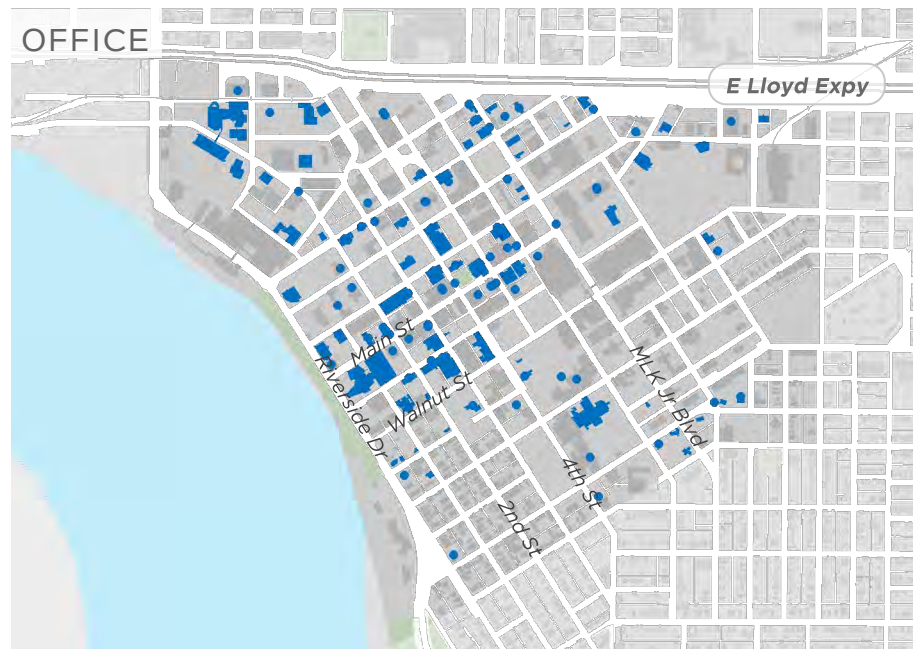 OFFICE
E Lloyd Expy
Main St
Riverside Dr
Walnut St
MLK Jr Blvd
4th St
2nd St